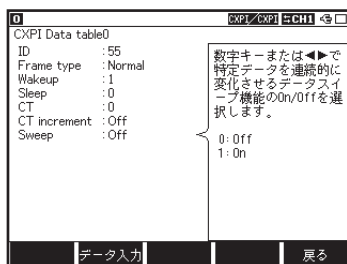 0 CXPI/CXPI CH1
CXPI Data table0
ID :55
Frame type :Normal
Wakeup :1
Sleep :0
CT :0
CT increment :Off
Sweep :Off
数字キーまたは◀▶で
特定データを連続的に
変化させるデータスイ
ープ機能のOn/Offを選
択します。
0:Off
1:On
データ入力 戻る